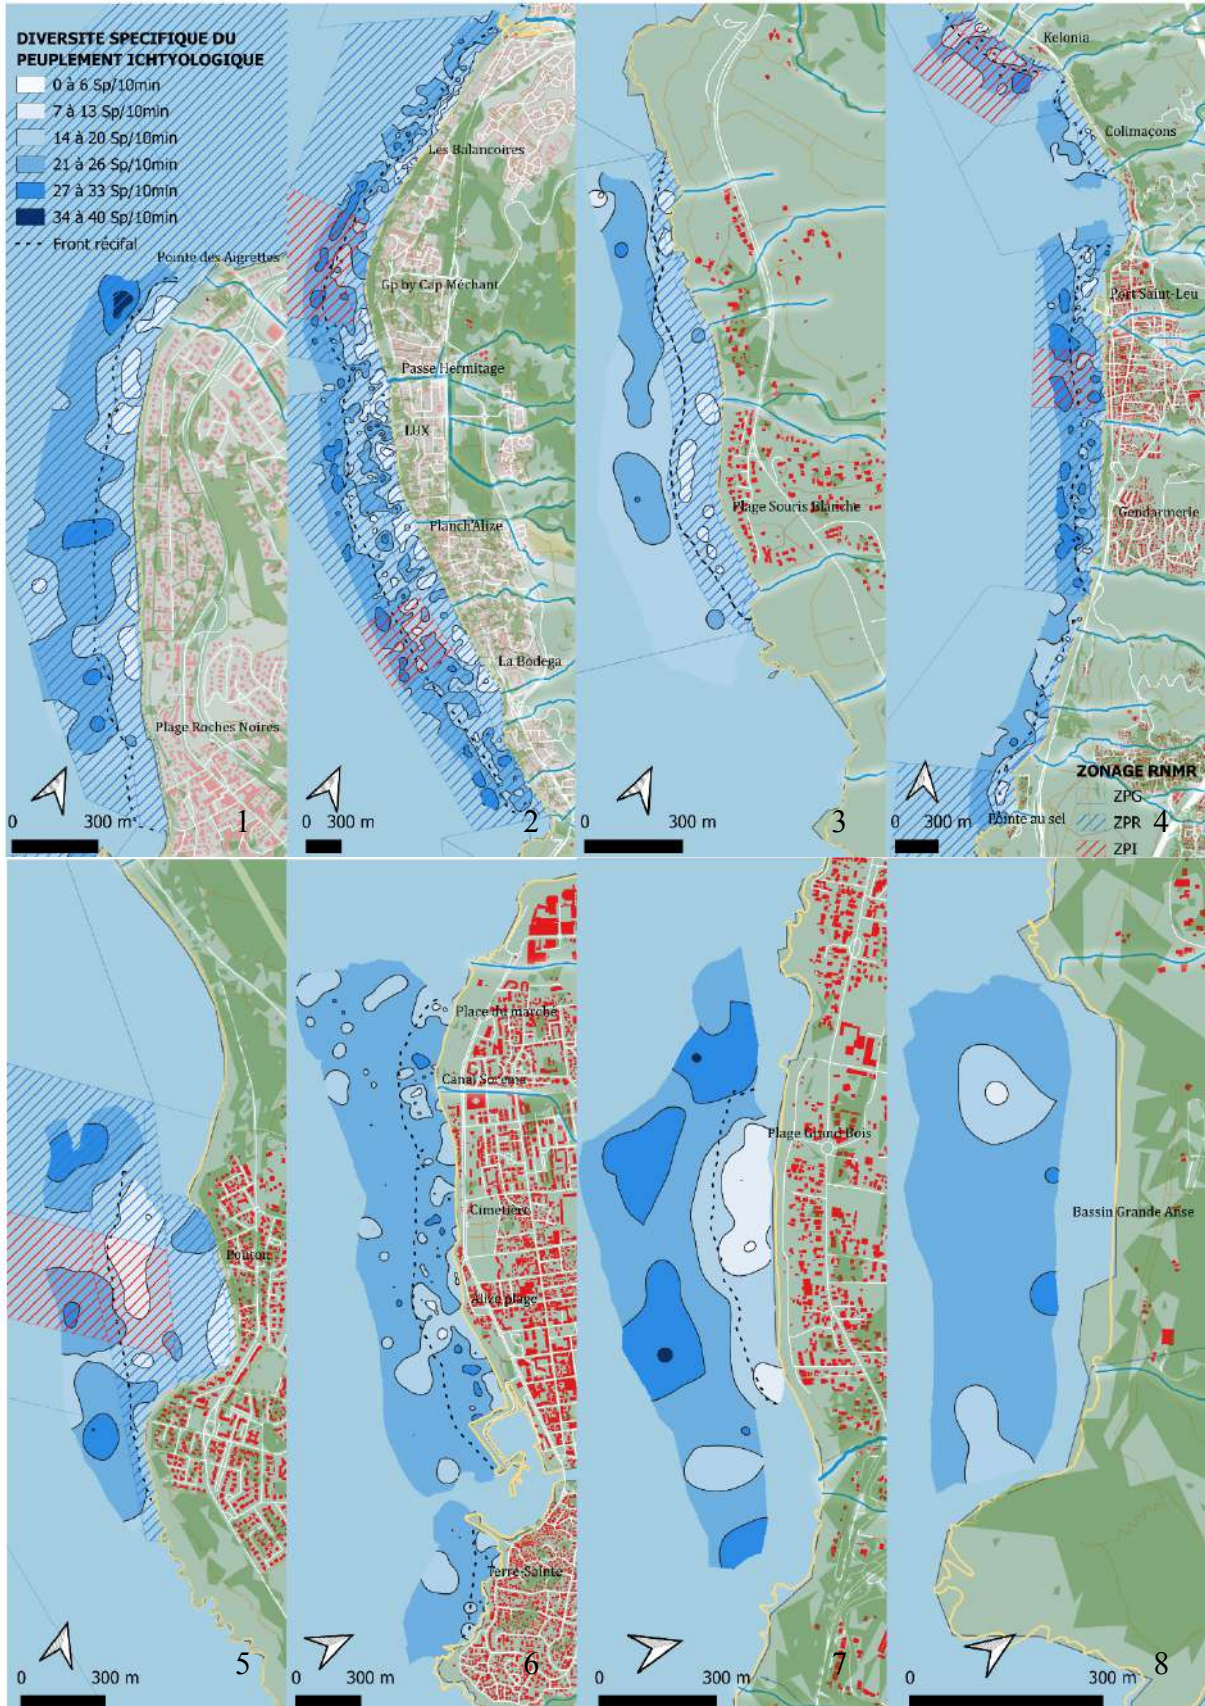 DIVERSITE SPECIFIQUE DU
PEUPLEMENT ICHTYOLOGIQUE
0 à 6 Sp/10min
7 à 13 Sp/10min
14 à 20 Sp/10min
21 à 26 Sp/10min
27 à 33 Sp/10min
34 à 40 Sp/10min
Front récifal
Pointe des Aigrettes
Plage Roches Noires
0 300 m
1
Les Balancoires
Gp by Cap Méchant
Passe Hermitage
LUX
Planch'Alizé
La Bodega
0 300 m
2
Plage Souris Blanche
0 300 m
3
Kelonia
Colimaçons
Port Saint-Leu
Gendarmerie
Pointe au sel
ZONAGE RNMR
ZPG
ZPR
ZPI
0 300 m
4
0 300 m
5
Place du marché
Cimetière
Alizé plage
Terre-Sainte
0 300 m
6
Plage Grand Bois
0 300 m
7
Bassin Grande Anse
0 300 m
8